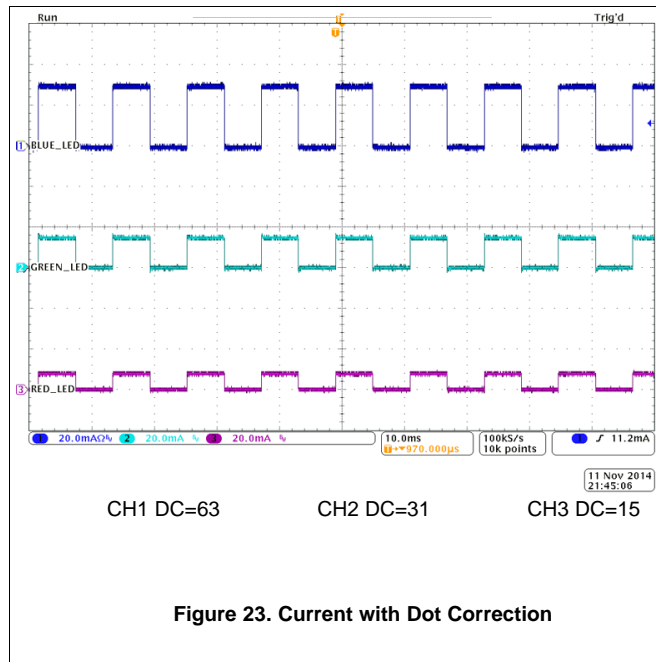 Run Trig'd
T
T
1 BLUE_LED
2 GREEN_LED
3 RED_LED
1 20.0mAΩ 2 20.0mA 3 20.0mA
10.0ms
T→▼970.000µs
100kS/s
10k points
1 11.2mA
11 Nov 2014
21:45:06
CH1 DC=63 CH2 DC=31 CH3 DC=15
Figure 23. Current with Dot Correction